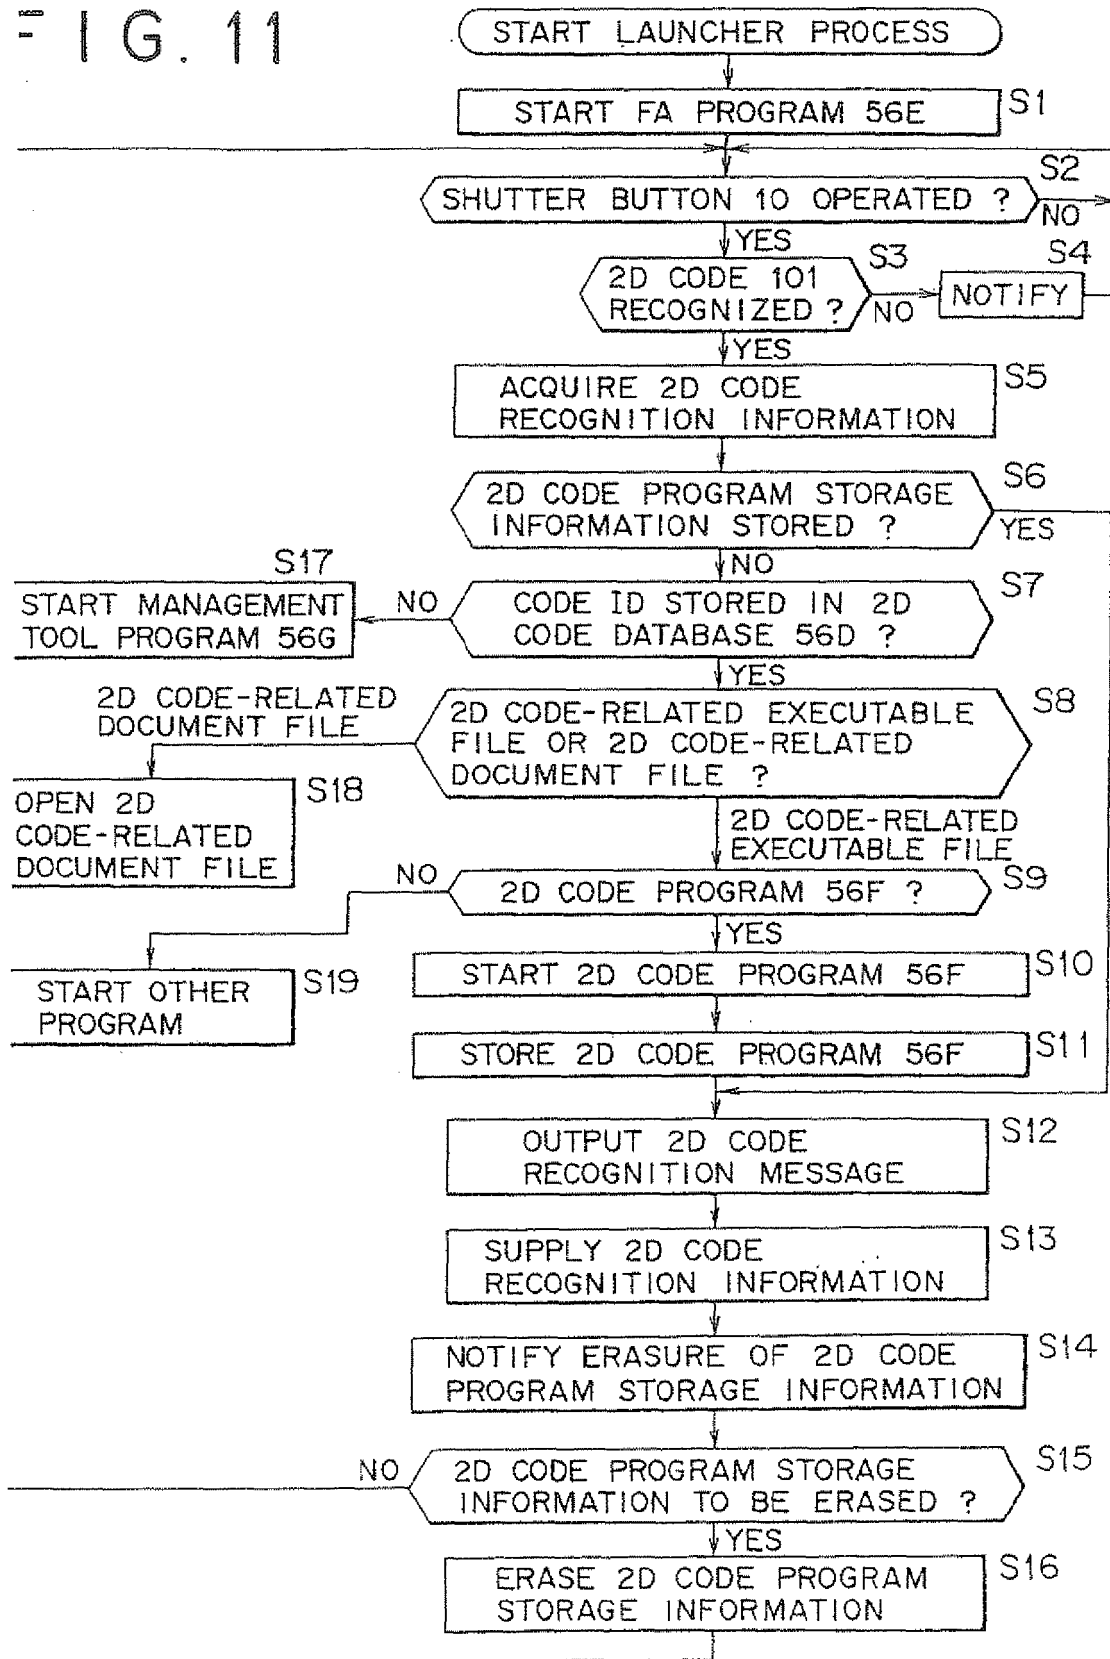 FIG. 11
START LAUNCHER PROCESS
START FA PROGRAM 56E
S1
S2
SHUTTER BUTTON 10 OPERATED ?
NO
YES
S3
S4
2D CODE 101
RECOGNIZED ?
NO
NOTIFY
YES
S5
ACQUIRE 2D CODE
RECOGNITION INFORMATION
S6
2D CODE PROGRAM STORAGE
INFORMATION STORED ?
YES
NO
S17
START MANAGEMENT
TOOL PROGRAM 56G
NO
S7
CODE ID STORED IN 2D
CODE DATABASE 56D ?
YES
2D CODE-RELATED
DOCUMENT FILE
S8
2D CODE-RELATED EXECUTABLE
FILE OR 2D CODE-RELATED
DOCUMENT FILE ?
S18
OPEN 2D
CODE-RELATED
DOCUMENT FILE
2D CODE-RELATED
EXECUTABLE FILE
NO
S9
2D CODE PROGRAM 56F ?
YES
S10
START 2D CODE PROGRAM 56F
S19
START OTHER
PROGRAM
S11
STORE 2D CODE PROGRAM 56F
S12
OUTPUT 2D CODE
RECOGNITION MESSAGE
S13
SUPPLY 2D CODE
RECOGNITION INFORMATION
S14
NOTIFY ERASURE OF 2D CODE
PROGRAM STORAGE INFORMATION
NO
S15
2D CODE PROGRAM STORAGE
INFORMATION TO BE ERASED ?
YES
S16
ERASE 2D CODE PROGRAM
STORAGE INFORMATION